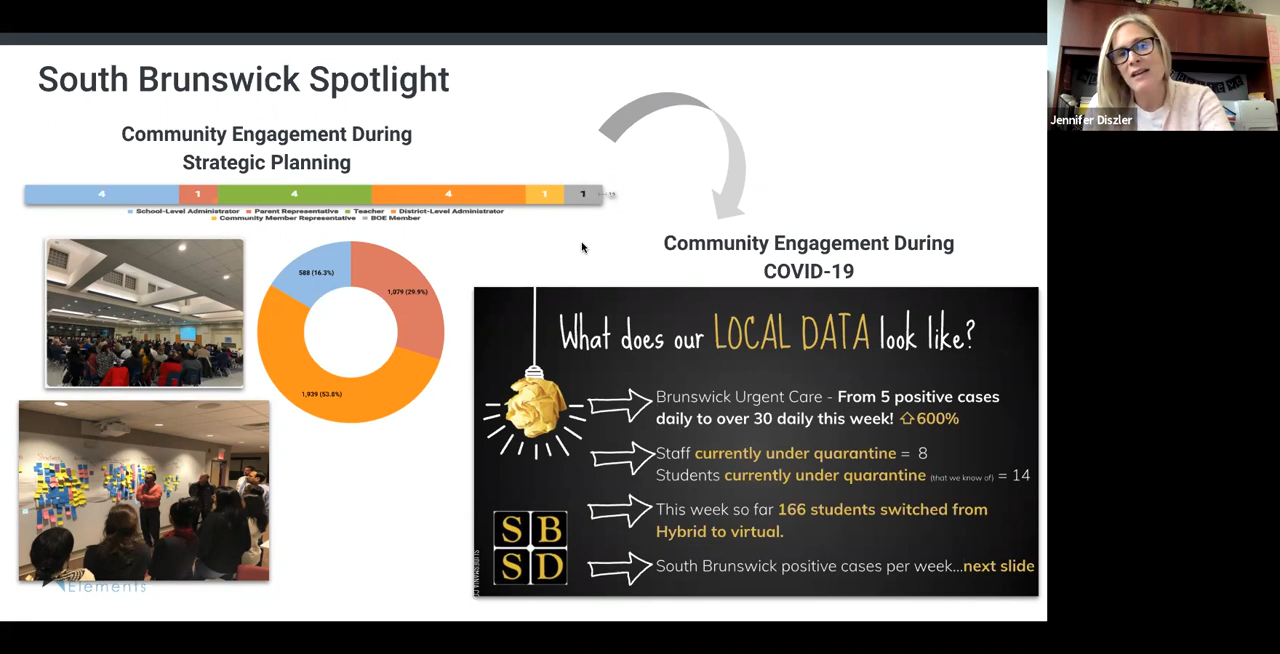 South Brunswick Spotlight
Community Engagement During
Strategic Planning
4 1 4 4 1 1
School-Level Administrator Parent Representative Teacher District-Level Administrator
Community Member Representative BOE Member
588 (16.3%)
1,079 (29.9%)
1,939 (53.8%)
Elements
Community Engagement During
COVID-19
What does our LOCAL DATA look like?
Brunswick Urgent Care - From 5 positive cases
daily to over 30 daily this week! 600%
Staff currently under quarantine = 8
Students currently under quarantine (that we know of) = 14
This week so far 166 students switched from
Hybrid to virtual.
South Brunswick positive cases per week...next slide
SB
SD
Jennifer Diszler